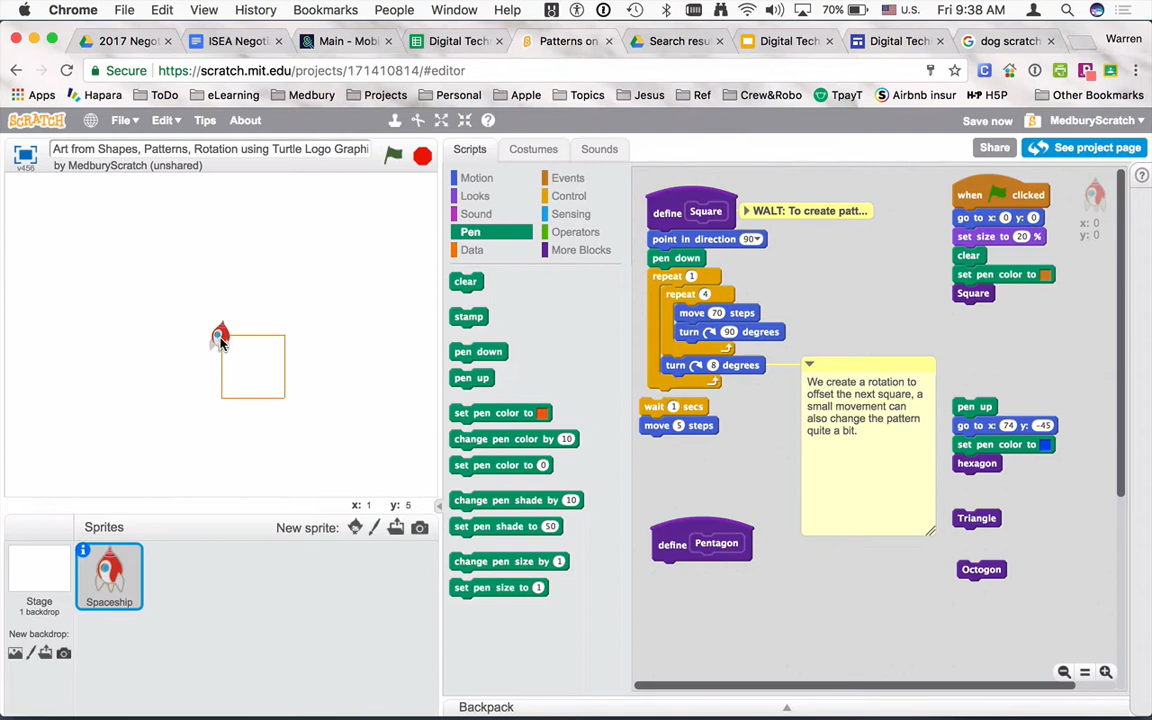 Chrome File Edit View History Bookmarks People Window Help 70% U.S. Fri 9:38 AM
2017 Nego ISEA Negoti Main - Mobi Digital Tech Patterns on Search resul Digital Tech Digital Tech dog scratch Warren
Secure https://scratch.mit.edu/projects/171410814/#editor
Apps Hapara ToDo eLearning Medbury Projects Personal Apple Topics Jesus Ref Crew&Robo TpayT Airbnb insur H5P Other Bookmarks
SCRATCH File Edit Tips About Save now MedburyScratch
v456 Art from Shapes, Patterns, Rotation using Turtle Logo Graphi
by MedburyScratch (unshared)
Scripts Costumes Sounds Share See project page
Motion Events
Looks Control
Sound Sensing
Pen Operators
Data More Blocks
clear
stamp
pen down
pen up
set pen color to
change pen color by 10
set pen color to 0
change pen shade by 10
set pen shade to 50
change pen size by 1
set pen size to 1
define Square
WALT: To create patt...
point in direction 90
pen down
repeat 1
repeat 4
move 70 steps
turn 90 degrees
turn 8 degrees
wait 1 secs
move 5 steps
We create a rotation to
offset the next square, a
small movement can
also change the pattern
quite a bit.
define Pentagon
when clicked
go to x: 0 y: 0
set size to 20 %
clear
set pen color to
Square
x: 0
y: 0
pen up
go to x: 74 y: -45
set pen color to
hexagon
Triangle
Octogon
x: 1 y: 5
Sprites New sprite:
Stage
1 backdrop
Spaceship
New backdrop:
Backpack